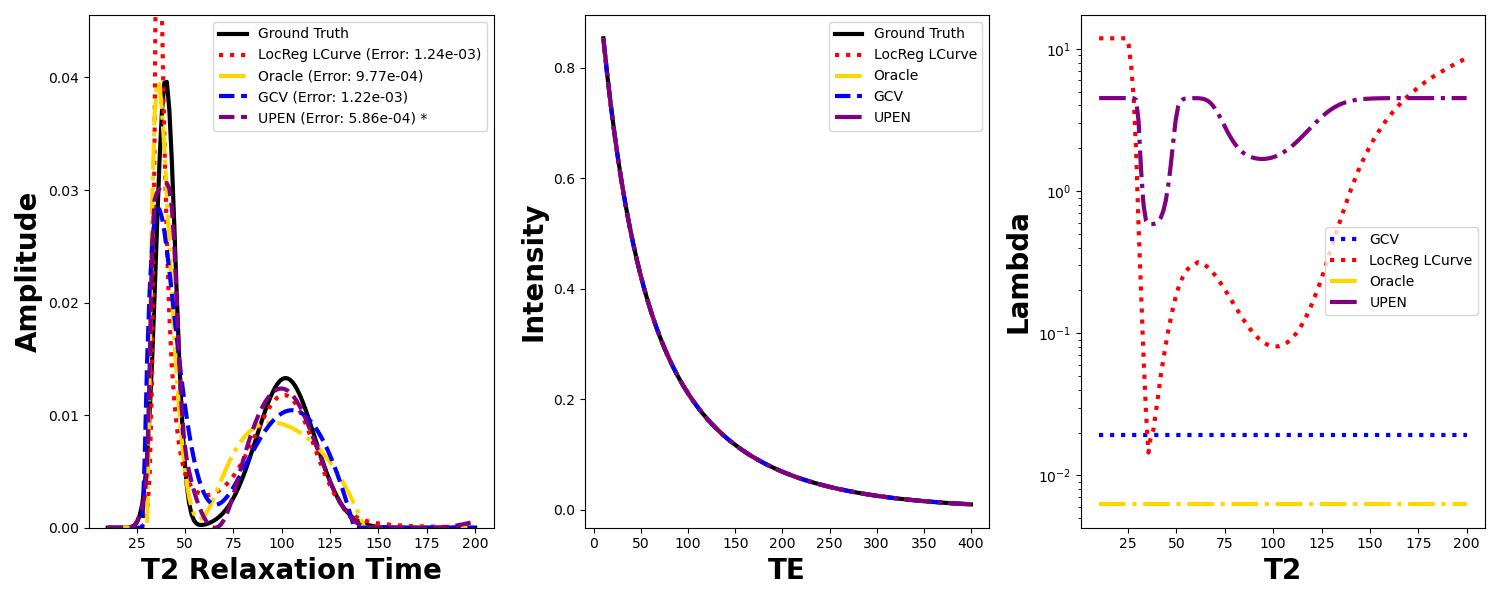 Amplitude
0.04
0.03
0.02
0.01
0.00
Ground Truth
LocReg LCurve (Error: 1.24e-03)
Oracle (Error: 9.77e-04)
GCV (Error: 1.22e-03)
UPEN (Error: 5.86e-04) *
25 50 75 100 125 150 175 200
T2 Relaxation Time
Intensity
0.8
0.6
0.4
0.2
0.0
Ground Truth
LocReg LCurve
Oracle
GCV
UPEN
0 50 100 150 200 250 300 350 400
TE
Lambda
10¹
10⁰
10⁻¹
10⁻²
GCV
LocReg LCurve
Oracle
UPEN
25 50 75 100 125 150 175 200
T2